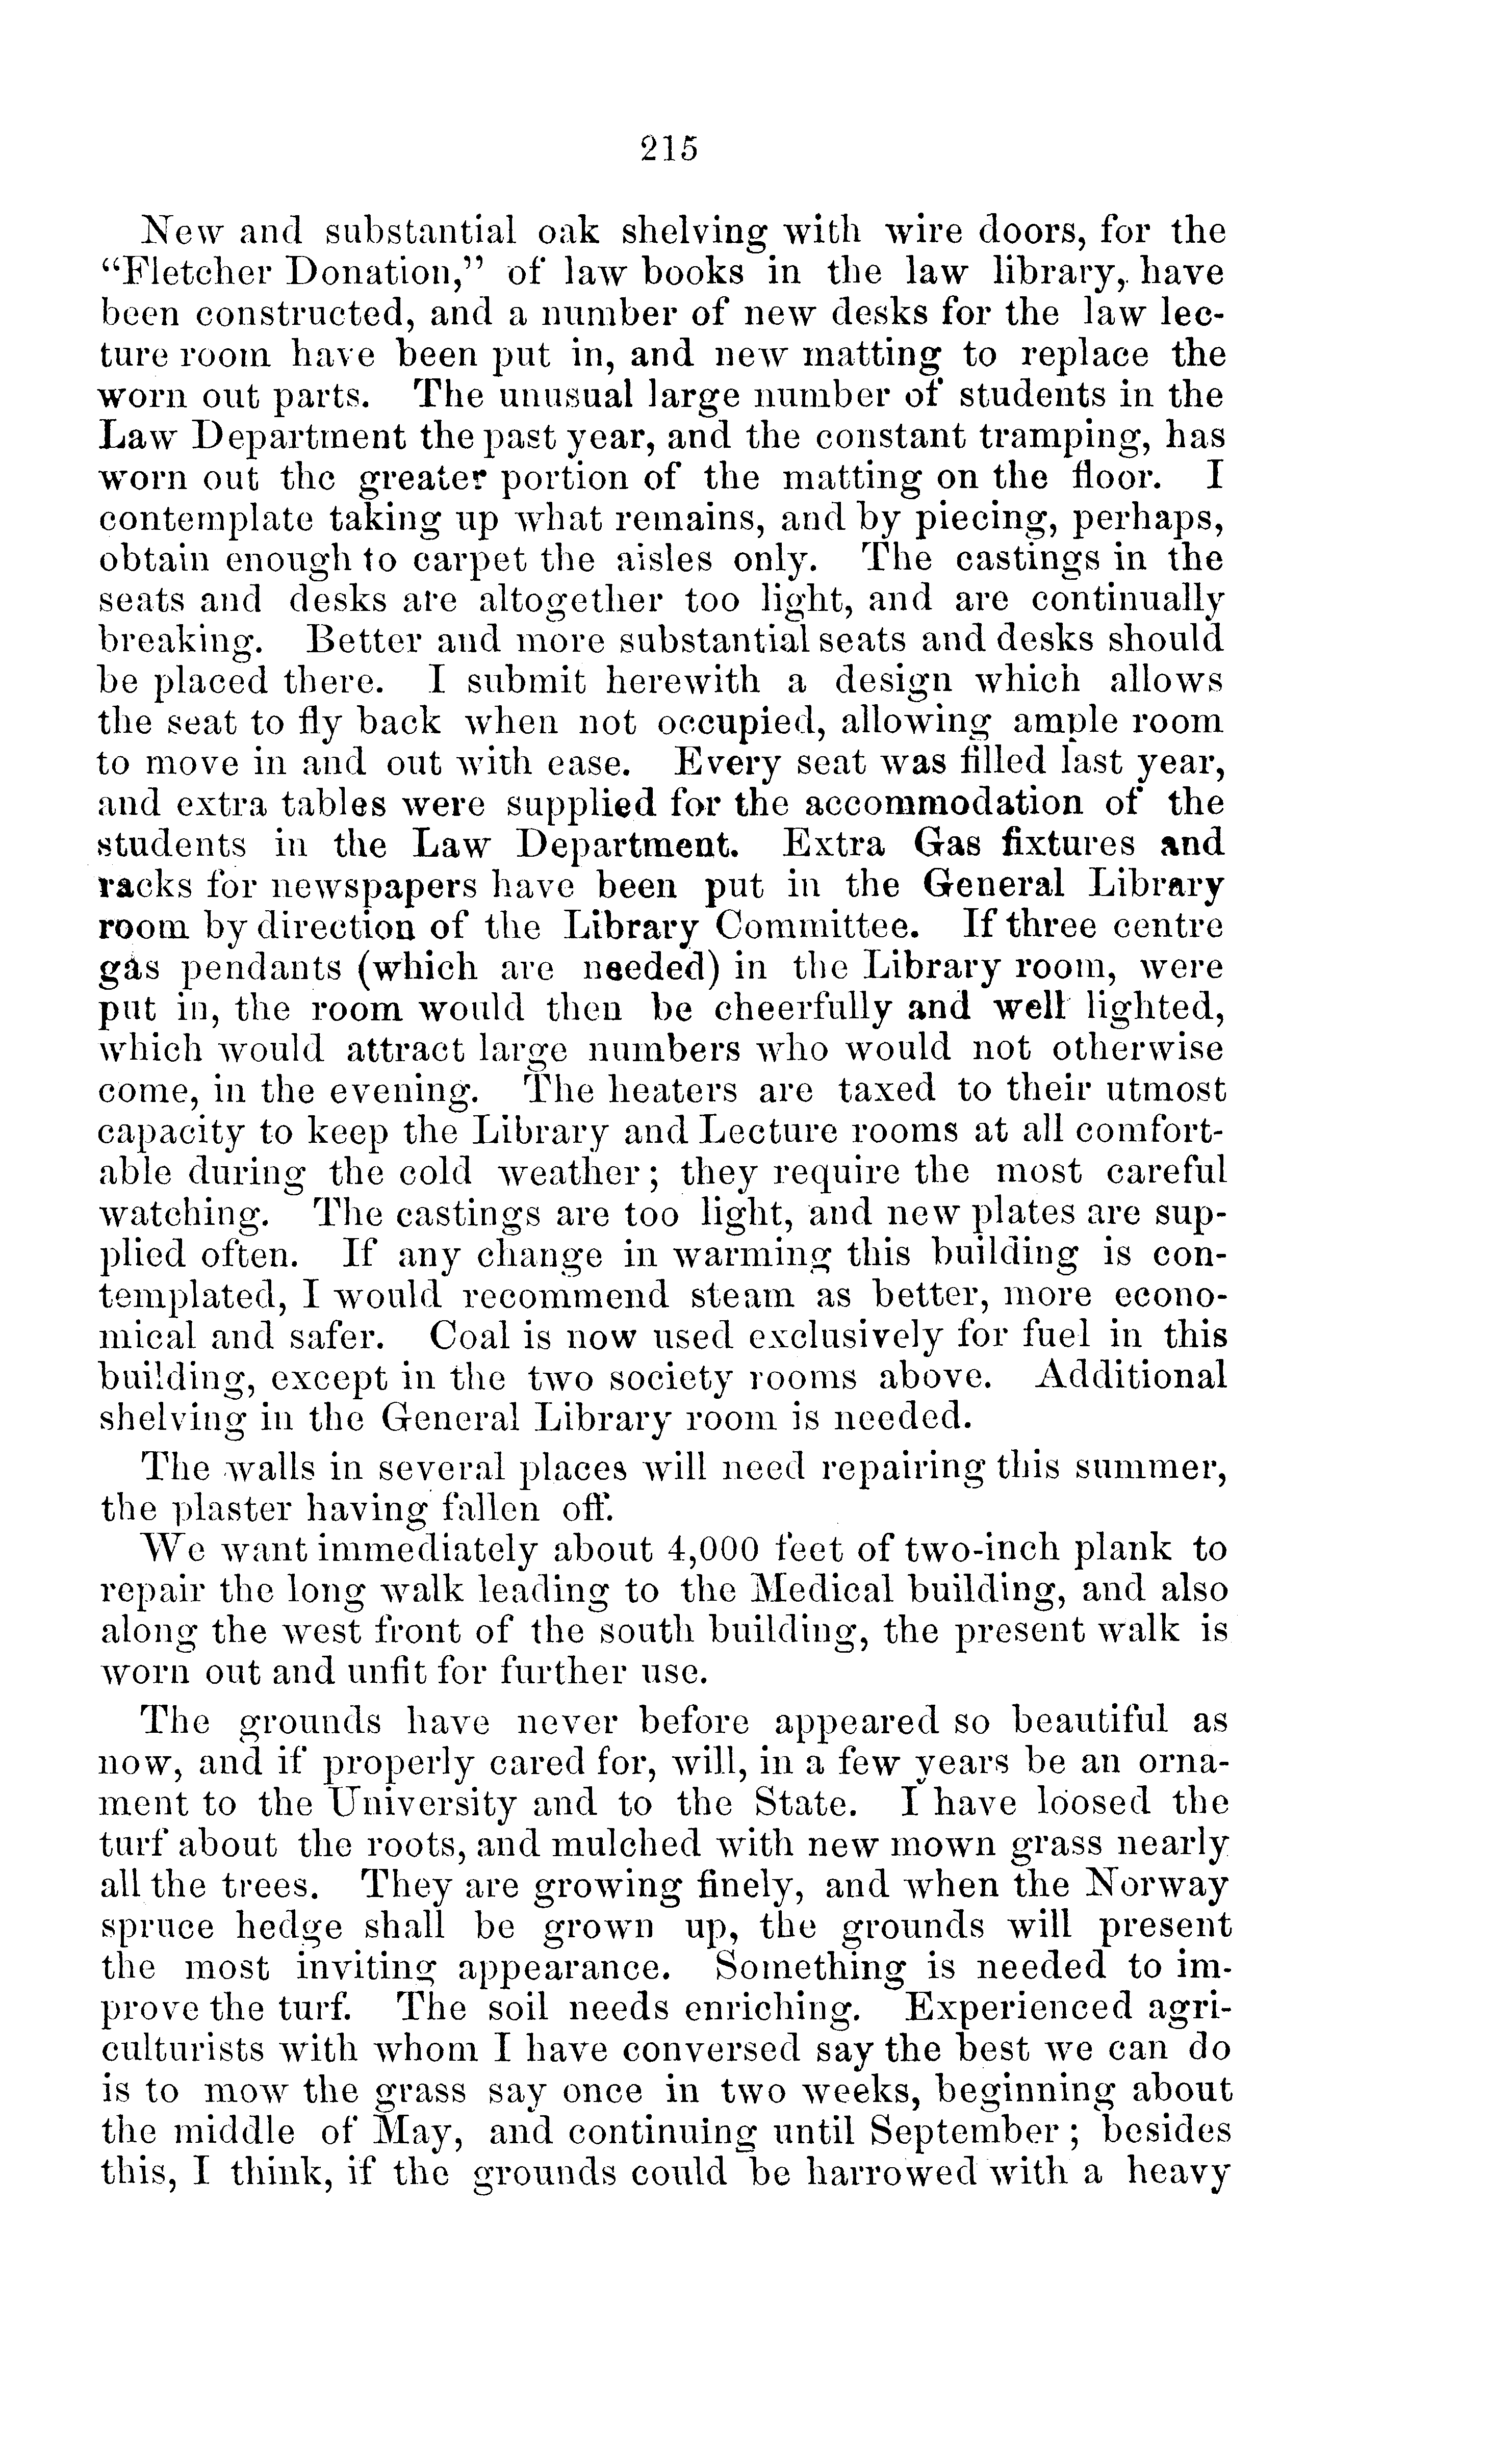 215
New and substantial oak shelving with wire doors, for the
“Fletcher Donation,” of law books in the law library, have
been constructed, and a number of new desks for the law lec-
ture room have been put in, and new matting to replace the
worn out parts. The unusual large number of students in the
Law Department the past year, and the constant tramping, has
worn out the greater portion of the matting on the floor. I
contemplate taking up what remains, and by piecing, perhaps,
obtain enough to carpet the aisles only. The castings in the
seats and desks are altogether too light, and are continually
breaking. Better and more substantial seats and desks should
be placed there. I submit herewith a design which allows
the seat to fly back when not occupied, allowing ample room
to move in and out with ease. Every seat was filled last year,
and extra tables were supplied for the accommodation of the
students in the Law Department. Extra Gas fixtures and
racks for newspapers have been put in the General Library
room by direction of the Library Committee. If three centre
gas pendants (which are needed) in the Library room, were
put in, the room would then be cheerfully and well lighted,
which would attract large numbers who would not otherwise
come, in the evening. The heaters are taxed to their utmost
capacity to keep the Library and Lecture rooms at all comfort-
able during the cold weather; they require the most careful
watching. The castings are too light, and new plates are sup-
plied often. If any change in warming this building is con-
templated, I would recommend steam as better, more econo-
mical and safer. Coal is now used exclusively for fuel in this
building, except in the two society rooms above. Additional
shelving in the General Library room is needed.
The walls in several places will need repairing this summer,
the plaster having fallen off.
We want immediately about 4,000 feet of two-inch plank to
repair the long walk leading to the Medical building, and also
along the west front of the south building, the present walk is
worn out and unfit for further use.
The grounds have never before appeared so beautiful as
now, and if properly cared for, will, in a few years be an orna-
ment to the University and to the State. I have loosed the
turf about the roots, and mulched with new mown grass nearly
all the trees. They are growing finely, and when the Norway
spruce hedge shall be grown up, the grounds will present
the most inviting appearance. Something is needed to im-
prove the turf. The soil needs enriching. Experienced agri-
culturists with whom I have conversed say the best we can do
is to mow the grass say once in two weeks, beginning about
the middle of May, and continuing until September; besides
this, I think, if the grounds could be harrowed with a heavy